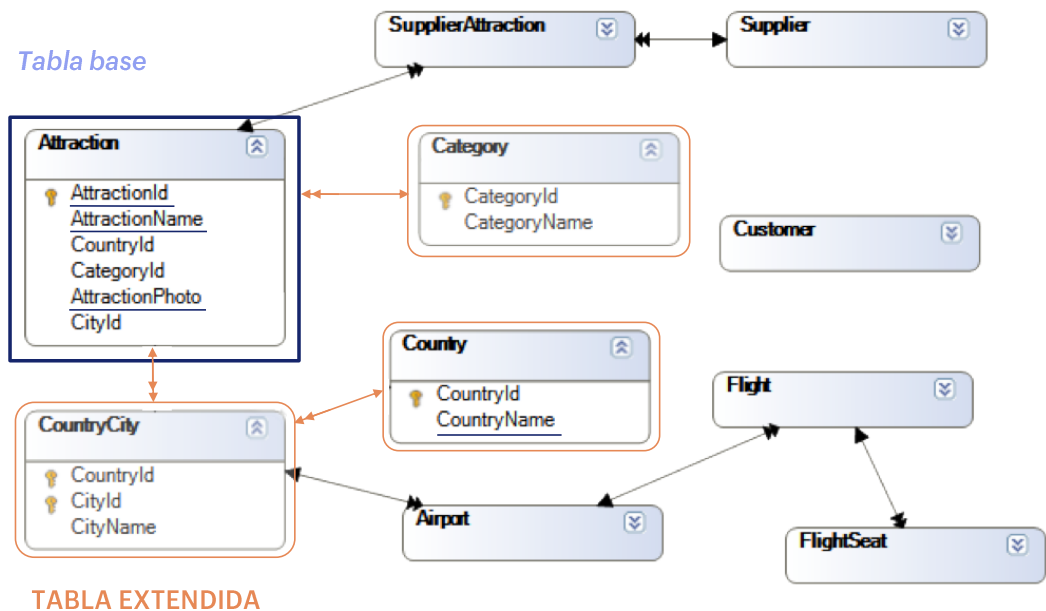 SupplierAttraction
Supplier
Tabla base
Attraction
AttractionId
AttractionName
CountryId
CategoryId
AttractionPhoto
CityId
Category
CategoryId
CategoryName
Customer
Country
CountryId
CountryName
Flight
CountryCity
CountryId
CityId
CityName
Airport
FlightSeat
TABLA EXTENDIDA